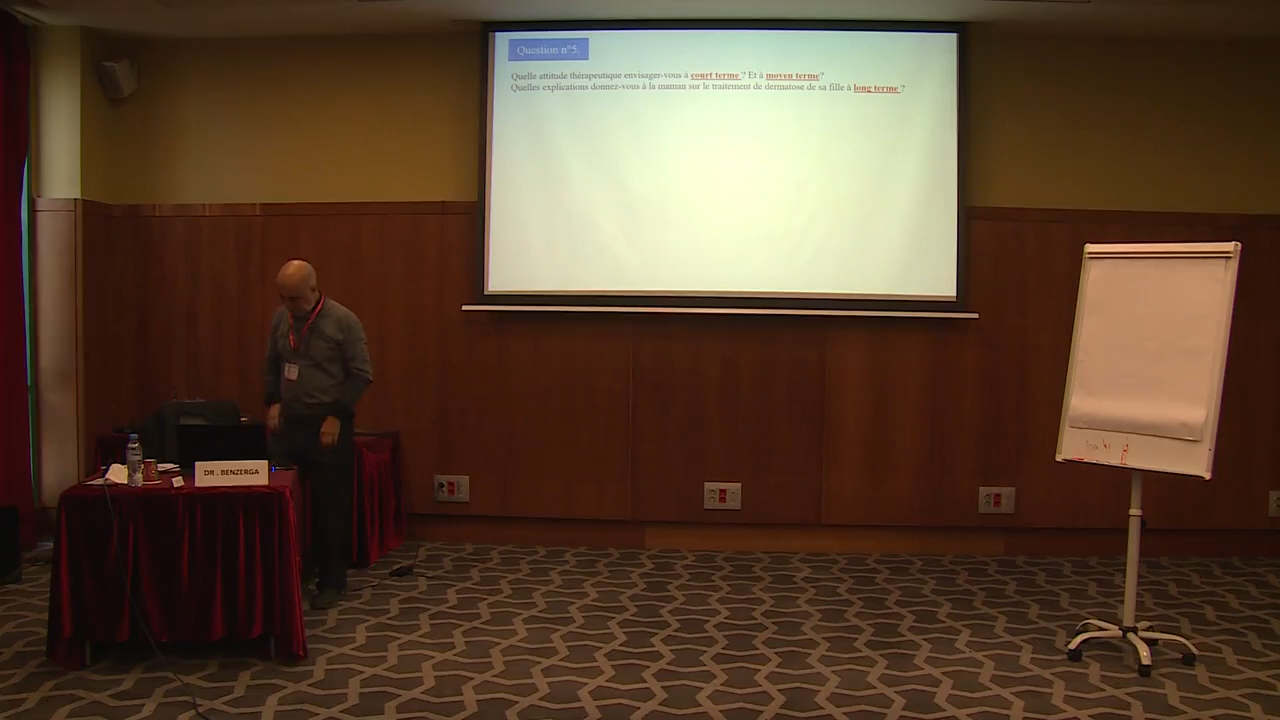 Question n°5.
Quelle attitude thérapeutique envisager-vous à court terme ? Et à moyen terme?
Quelles explications donnez-vous à la maman sur le traitement de dermatose de sa fille à long terme ?
DR . BENZERGA